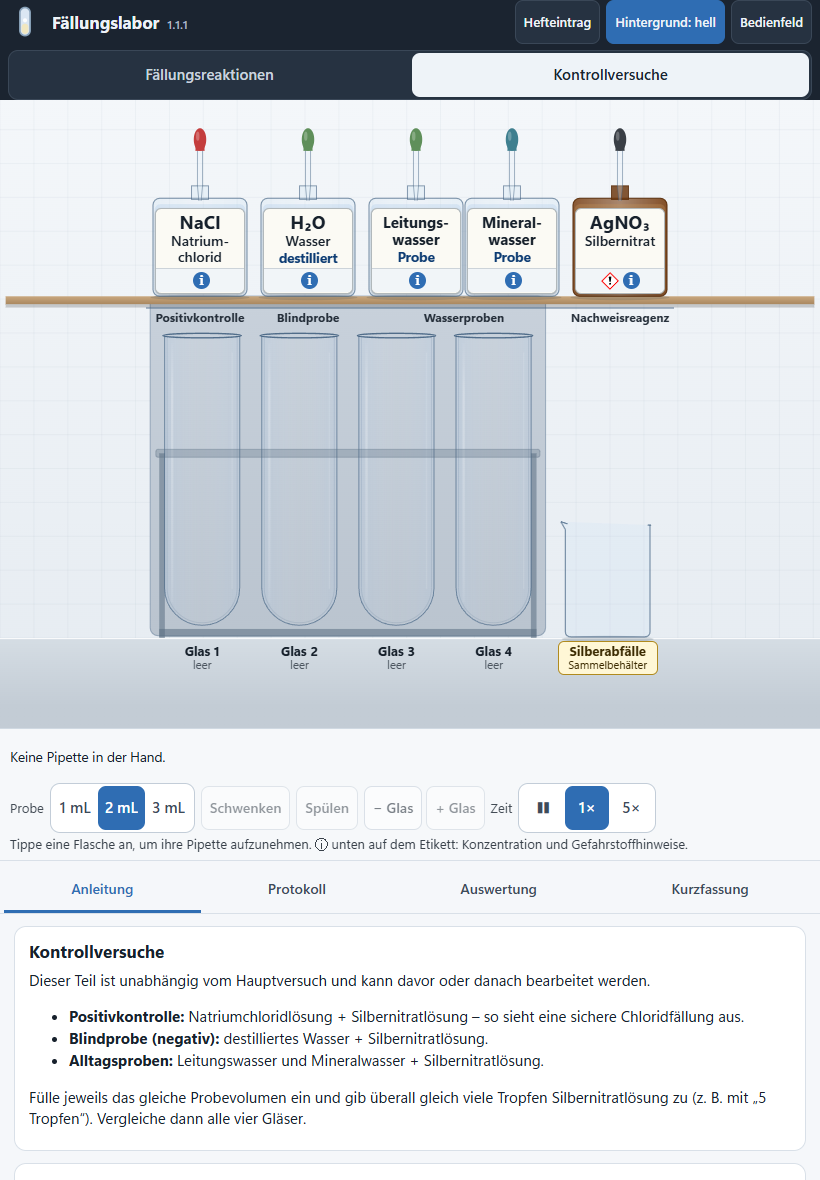 Fällungslabor 1.1.1
Hefteintrag
Hintergrund: hell
Bedienfeld
Fällungsreaktionen
Kontrollversuche
NaCl
Natrium-
chlorid
i
H₂O
Wasser
destilliert
i
Leitungs-
wasser
Probe
i
Mineral-
wasser
Probe
i
AgNO₃
Silbernitrat
! i
Positivkontrolle
Blindprobe
Wasserproben
Nachweisreagenz
Glas 1
leer
Glas 2
leer
Glas 3
leer
Glas 4
leer
Silberabfälle
Sammelbehälter
Keine Pipette in der Hand.
Probe 1 mL 2 mL 3 mL Schwenken Spülen − Glas + Glas Zeit 1× 5×
Tippe eine Flasche an, um ihre Pipette aufzunehmen. ⓘ unten auf dem Etikett: Konzentration und Gefahrstoffhinweise.
Anleitung
Protokoll
Auswertung
Kurzfassung
Kontrollversuche
Dieser Teil ist unabhängig vom Hauptversuch und kann davor oder danach bearbeitet werden.
• Positivkontrolle: Natriumchloridlösung + Silbernitratlösung – so sieht eine sichere Chloridfällung aus.
• Blindprobe (negativ): destilliertes Wasser + Silbernitratlösung.
• Alltagsproben: Leitungswasser und Mineralwasser + Silbernitratlösung.
Fülle jeweils das gleiche Probevolumen ein und gib überall gleich viele Tropfen Silbernitratlösung zu (z. B. mit „5
Tropfen“). Vergleiche dann alle vier Gläser.